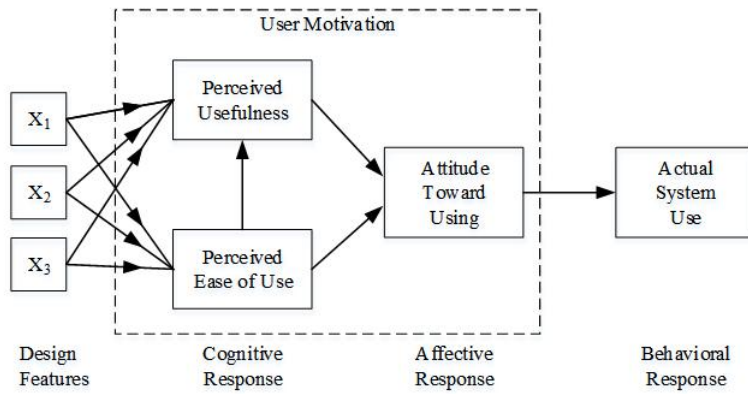 User Motivation
X₁
X₂
X₃
Perceived
Usefulness
Perceived
Ease of Use
Attitude
Toward
Using
Actual
System
Use
Design
Features
Cognitive
Response
Affective
Response
Behavioral
Response